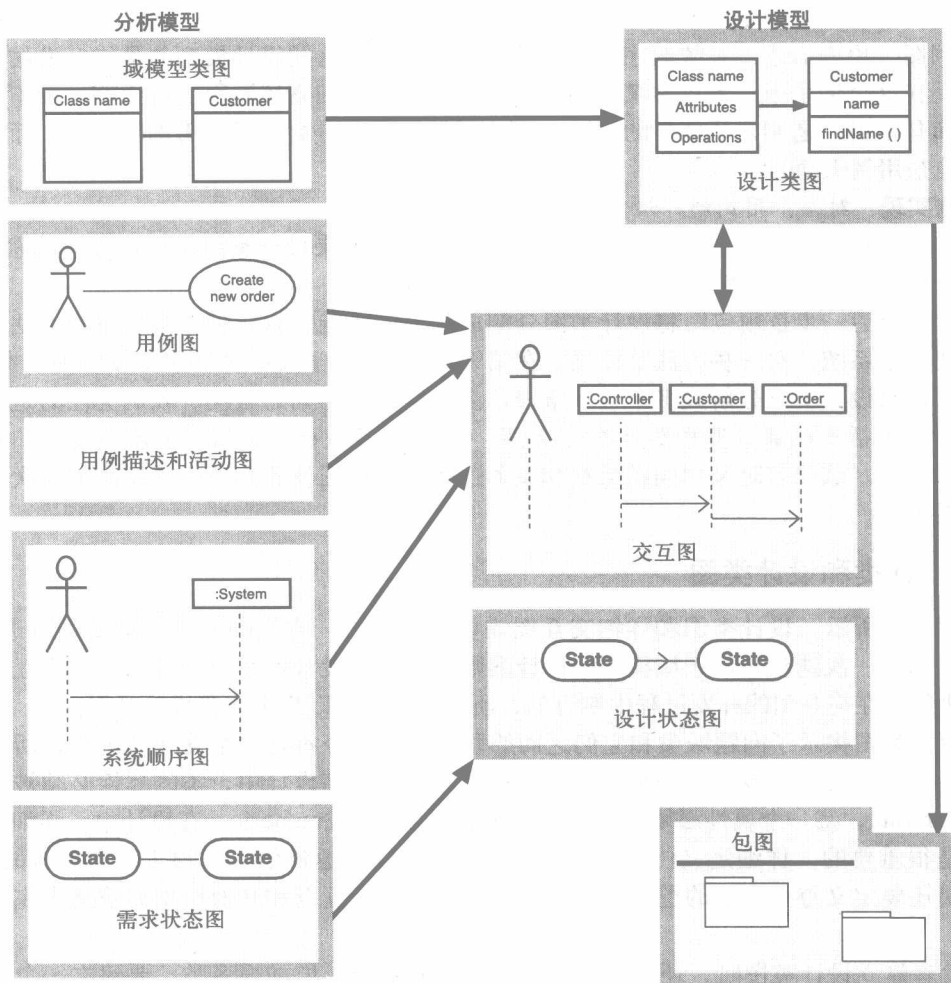 分析模型
设计模型
域模型类图
Class name
Customer
Class name
Attributes
Operations
Customer
name
findName ( )
设计类图
Create
new order
用例图
用例描述和活动图
:Controller
:Customer
:Order
交互图
:System
系统顺序图
State
State
设计状态图
State
State
需求状态图
包图